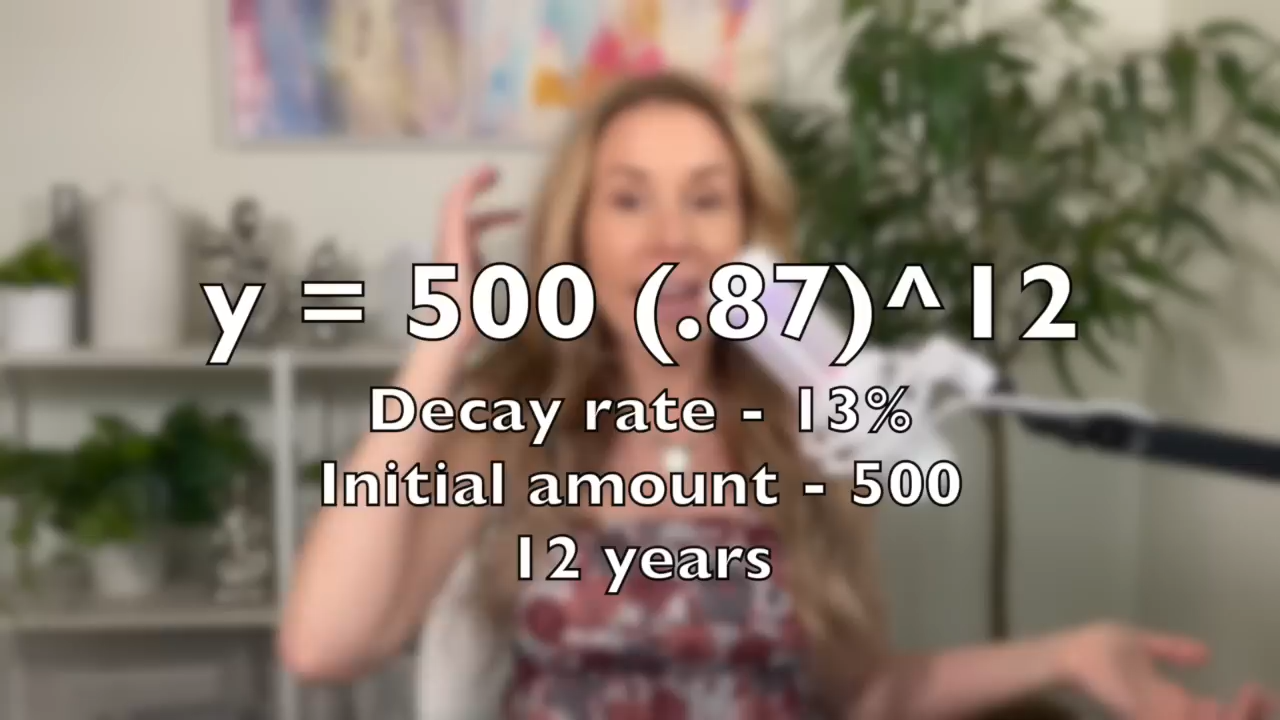 y = 500 (.87)^12
Decay rate - 13%
Initial amount - 500
12 years